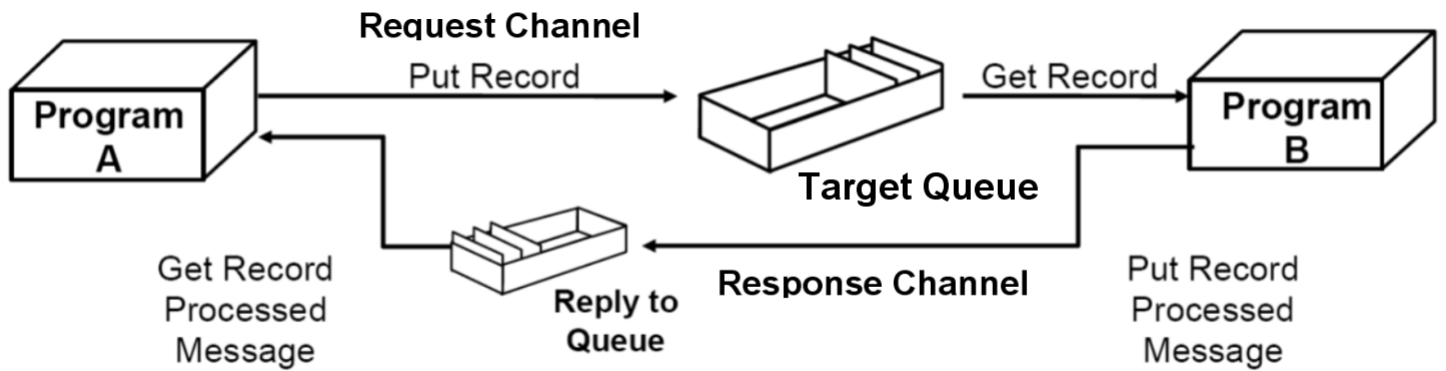 Request Channel
Put Record
Get Record
Program
A
Program
B
Target Queue
Get Record
Processed
Message
Reply to
Queue
Response Channel
Put Record
Processed
Message